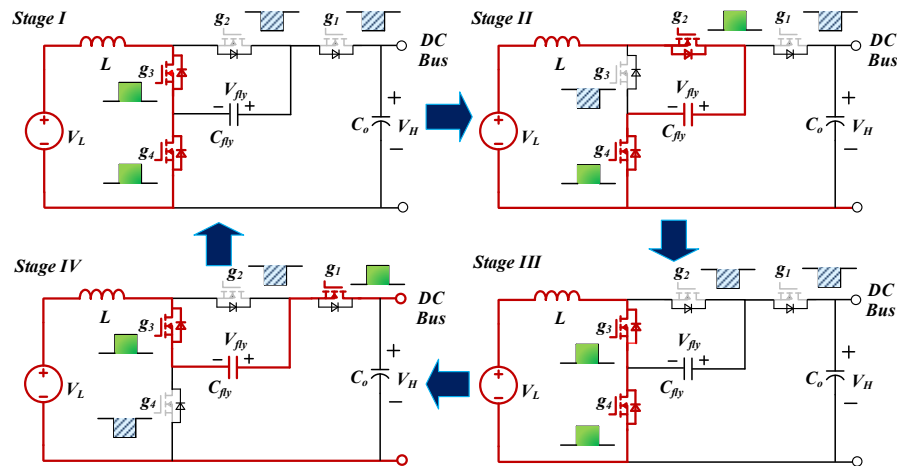 Stage I
g2
g1
DC
Bus
L
g3
Vfly
− +
Cfly
VL
g4
Co
+
VH
−
Stage II
g2
g1
DC
Bus
L
g3
Vfly
− +
Cfly
VL
g4
Co
+
VH
−
Stage IV
g2
g1
DC
Bus
L
g3
Vfly
− +
Cfly
VL
g4
Co
+
VH
−
Stage III
g2
g1
DC
Bus
L
g3
Vfly
− +
Cfly
VL
g4
Co
+
VH
−